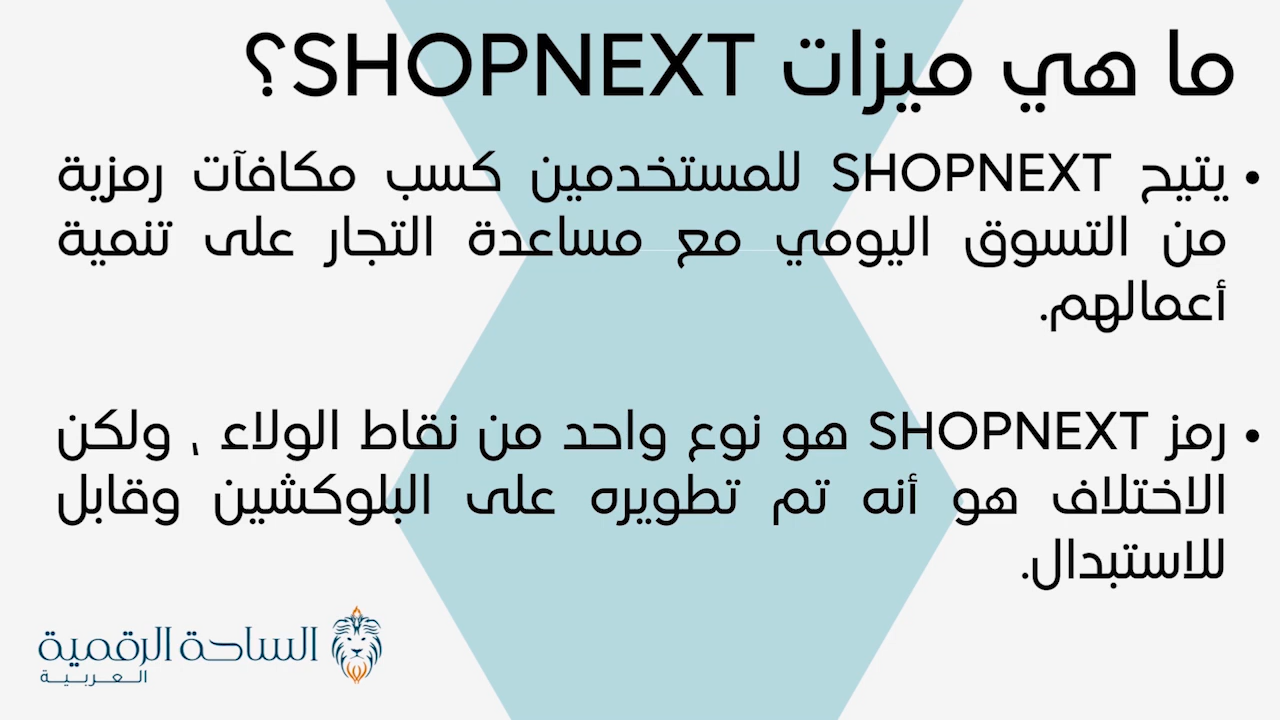 ما هي ميزات SHOPNEXT؟
• يتيح SHOPNEXT للمستخدمين كسب مكافآت رمزية
من التسوق اليومي مع مساعدة التجار على تنمية
أعمالهم.
• رمز SHOPNEXT هو نوع واحد من نقاط الولاء ، ولكن
الاختلاف هو أنه تم تطويره على البلوكشين وقابل
للاستبدال.
الساحة الرقمية
العربية